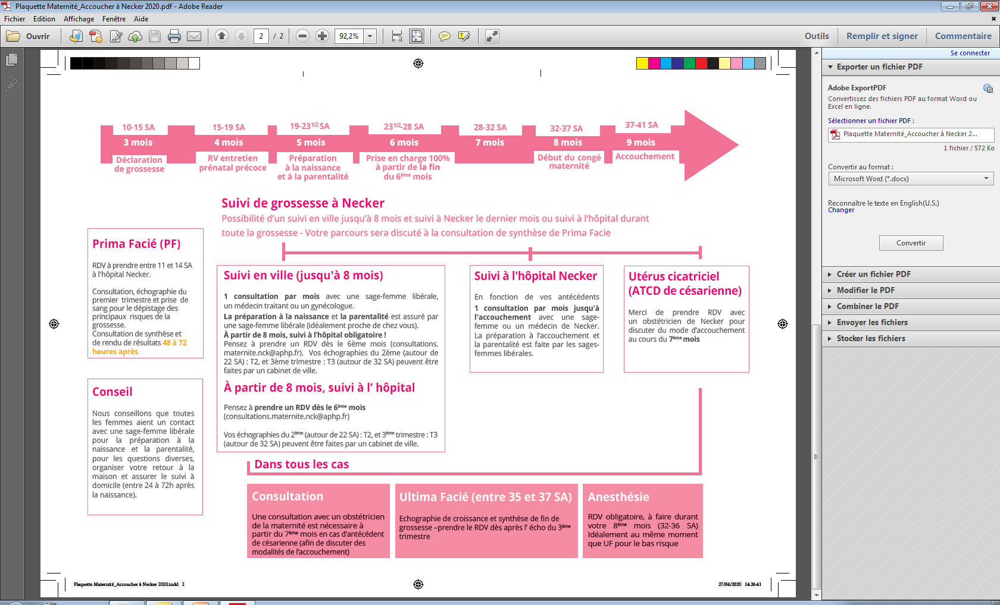 Plaquette Maternité_Accoucher à Necker 2020.pdf - Adobe Reader
Fichier Edition Affichage Fenêtre Aide
Ouvrir 2 / 2 92,2% Outils Remplir et signer Commentaire
Se connecter
Exporter un fichier PDF
Adobe ExportPDF
Convertissez des fichiers PDF au format Word ou
Excel en ligne.
Sélectionner un fichier PDF :
Plaquette Maternité_Accoucher à Necker 2...
1 fichier / 572 Ko
Convertir au format :
Microsoft Word (*.docx)
Reconnaître le texte en English(U.S.)
Changer
Convertir
Créer un fichier PDF
Modifier le PDF
Combiner le PDF
Envoyer les fichiers
Stocker les fichiers
10-15 SA
3 mois
Déclaration
de grossesse
15-19 SA
4 mois
RV entretien
prénatal précoce
19-23 1/2 SA
5 mois
Préparation
à la naissance
et à la parentalité
23 1/2-28 SA
6 mois
Prise en charge 100%
à partir de la fin
du 6ème mois
28-32 SA
7 mois
32-37 SA
8 mois
Début du congé
maternité
37-41 SA
9 mois
Accouchement
Suivi de grossesse à Necker
Possibilité d’un suivi en ville jusqu’à 8 mois et suivi à Necker le dernier mois ou suivi à l’hôpital durant
toute la grossesse - Votre parcours sera discuté à la consultation de synthèse de Prima Facie
Prima Facié (PF)
RDV à prendre entre 11 et 14 SA
à l'hôpital Necker.
Consultation, échographie du
premier trimestre et prise de
sang pour le dépistage des
principaux risques de la
grossesse.
Consultation de synthèse et
de rendu de résultats 48 à 72
heures après.
Conseil
Nous conseillons que toutes
les femmes aient un contact
avec une sage-femme libérale
pour la préparation à la
naissance et la parentalité,
pour les questions diverses,
organiser votre retour à la
maison et assurer le suivi à
domicile (entre 24 à 72h après
la naissance).
Suivi en ville (jusqu'à 8 mois)
1 consultation par mois avec une sage-femme libérale,
un médecin traitant ou un gynécologue.
La préparation à la naissance et la parentalité est assuré par
une sage-femme libérale (idéalement proche de chez vous).
À partir de 8 mois, suivi à l’hôpital obligatoire !
Pensez à prendre un RDV dès le 6ème mois (consultations.
maternite.nck@aphp.fr). Vos échographies du 2ème (autour de
22 SA) : T2, et 3ème trimestre : T3 (autour de 32 SA) peuvent être
faites par un cabinet de ville.
À partir de 8 mois, suivi à l’ hôpital
Pensez à prendre un RDV dès le 6ème mois
(consultations.maternite.nck@aphp.fr)
Vos échographies du 2ème (autour de 22 SA) : T2, et 3ème trimestre : T3
(autour de 32 SA) peuvent être faites par un cabinet de ville.
Suivi à l'hôpital Necker
En fonction de vos antécédents
1 consultation par mois jusqu'à
l'accouchement avec une sage-
femme ou un médecin de Necker.
La préparation à l’accouchement et
la parentalité est faite par les sages-
femmes libérales.
Utérus cicatriciel
(ATCD de césarienne)
Merci de prendre RDV avec
un obstétricien de Necker pour
discuter du mode d’accouchement
au cours du 7ème mois
Dans tous les cas
Consultation
Une consultation avec un obstétricien
de la maternité est nécessaire à
partir du 7ème mois en cas d’antécédent
de césarienne (afin de discuter des
modalités de l’accouchement)
Ultima Facié (entre 35 et 37 SA)
Echographie de croissance et synthèse de fin de
grossesse –prendre le RDV dès après l’ écho du 3ème
trimestre
Anesthésie
RDV obligatoire, à faire durant
votre 8ème mois (32-36 SA)
Idéalement au même moment
que UF pour le bas risque
Plaquette Maternité_Accoucher à Necker 2020.indd 2
27/04/2020 14:26:41